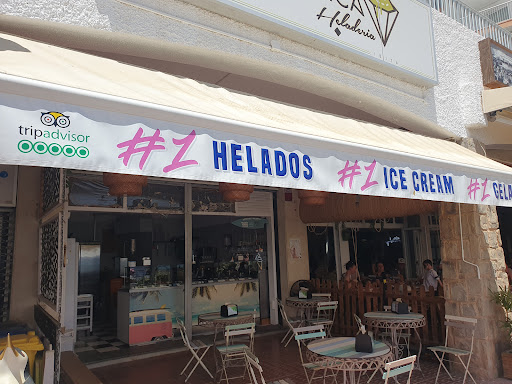 Heladeria
tripadvisor
#1 HELADOS #1 ICE CREAM #1 GELA